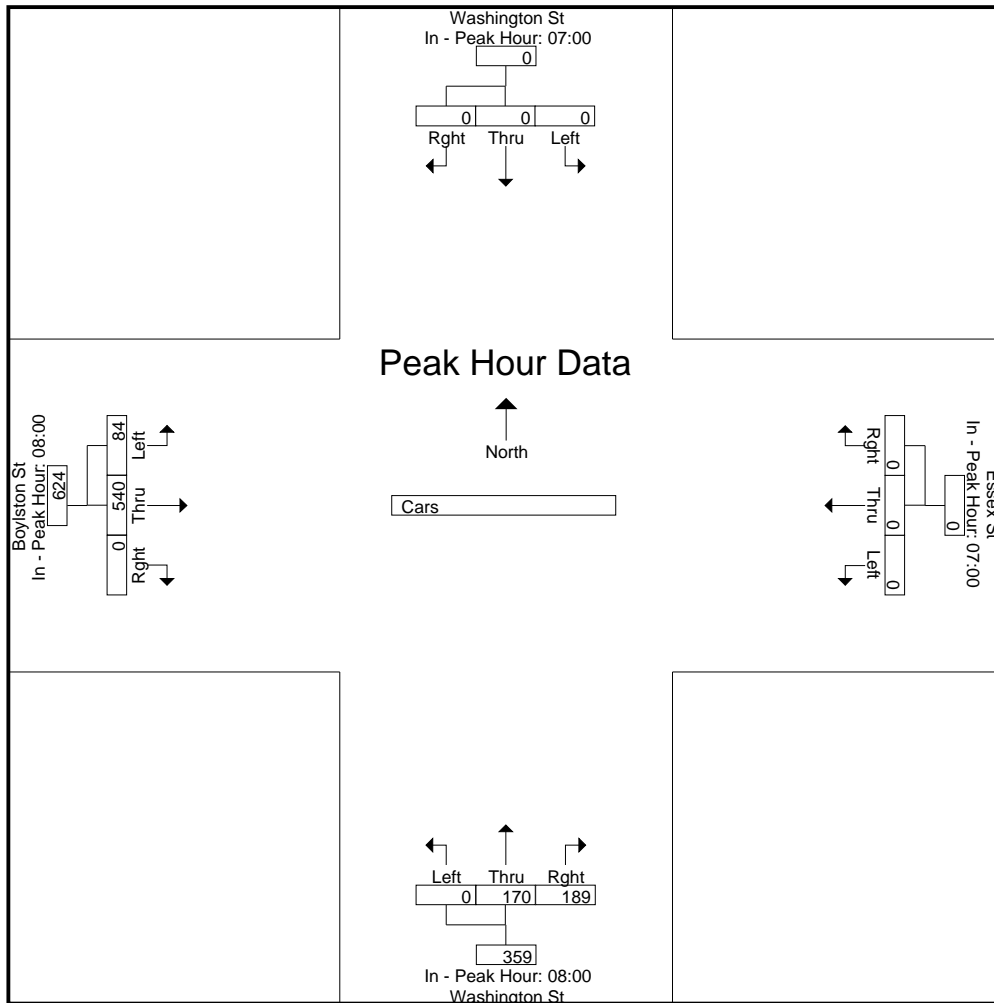 Washington St
In - Peak Hour: 07:00
0
0 0 0
Rght Thru Left
Peak Hour Data
North
Cars
Boylston St
In - Peak Hour: 08:00
624
84 540 0
Left Thru Rght
Essex St
In - Peak Hour: 07:00
0
0 0 0
Rght Thru Left
Left Thru Rght
0 170 189
359
In - Peak Hour: 08:00
Washington St